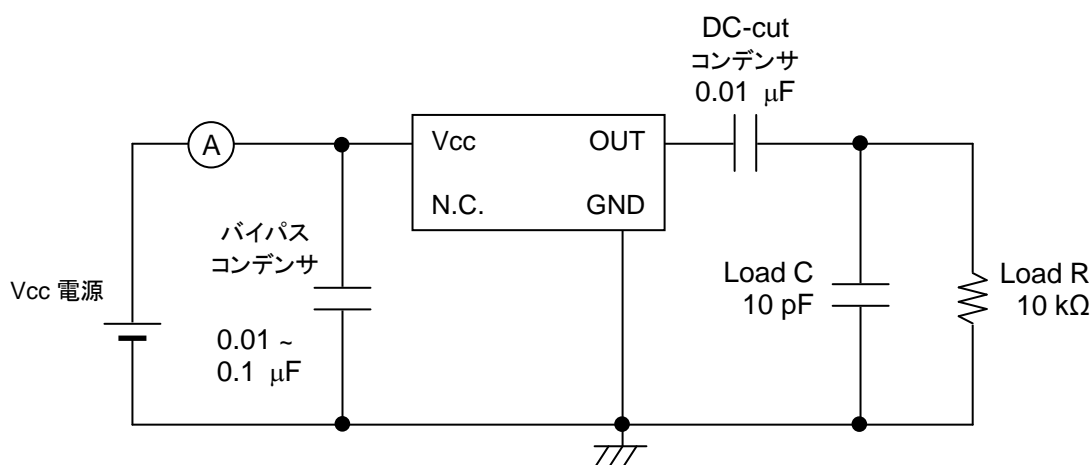 DC-cut
コンデンサ
0.01 μF
A
Vcc
OUT
N.C.
GND
バイパス
コンデンサ
Vcc 電源
0.01 ~
0.1 μF
Load C
10 pF
Load R
10 kΩ